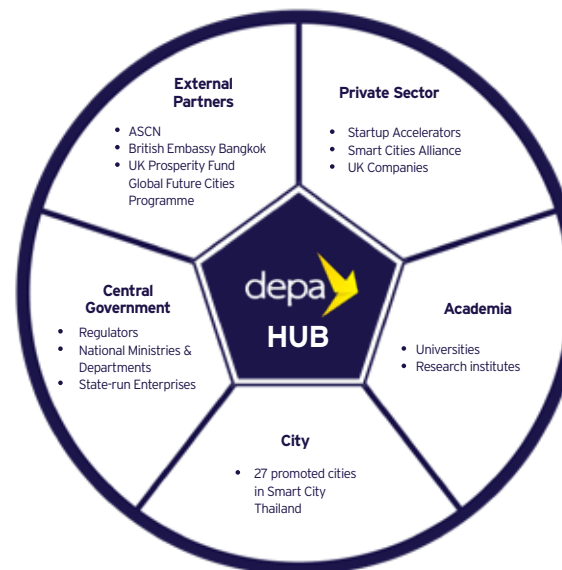 External
Partners
• ASCN
• British Embassy Bangkok
• UK Prosperity Fund
Global Future Cities
Programme
Private Sector
• Startup Accelerators
• Smart Cities Alliance
• UK Companies
depa
HUB
Central
Government
• Regulators
• National Ministries &
Departments
• State-run Enterprises
Academia
• Universities
• Research institutes
City
• 27 promoted cities
in Smart City
Thailand